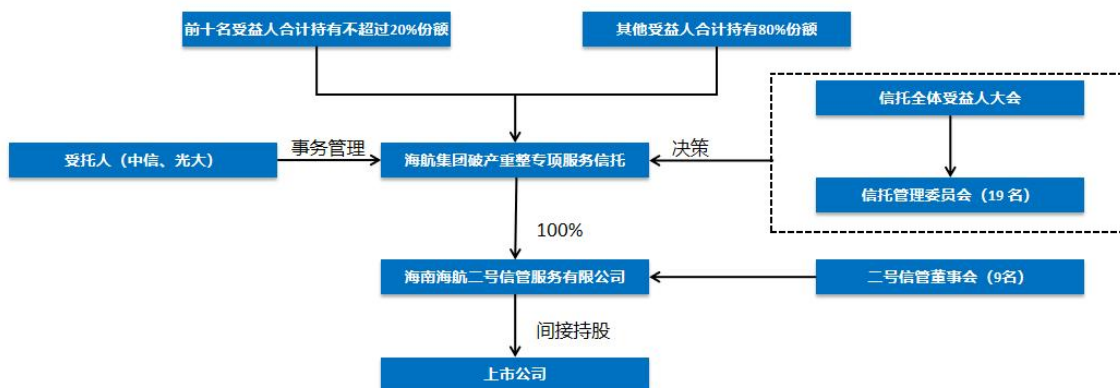 前十名受益人合计持有不超过20%份额
其他受益人合计持有80%份额
信托全体受益人大会
受托人（中信、光大）
事务管理
海航集团破产重整专项服务信托
决策
信托管理委员会（19 名）
100%
海南海航二号信管服务有限公司
二号信管董事会（9名）
间接持股
上市公司